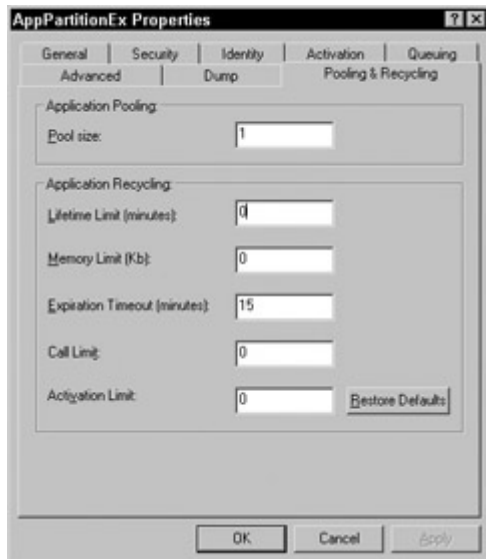 AppPartitionEx Properties ? X
General Security Identity Activation Queuing
Advanced Dump Pooling & Recycling
Application Pooling:
Pool size: 1
Application Recycling:
Lifetime Limit (minutes): 0
Memory Limit (Kb): 0
Expiration Timeout (minutes): 15
Call Limit: 0
Activation Limit: 0 Restore Defaults
OK Cancel Apply